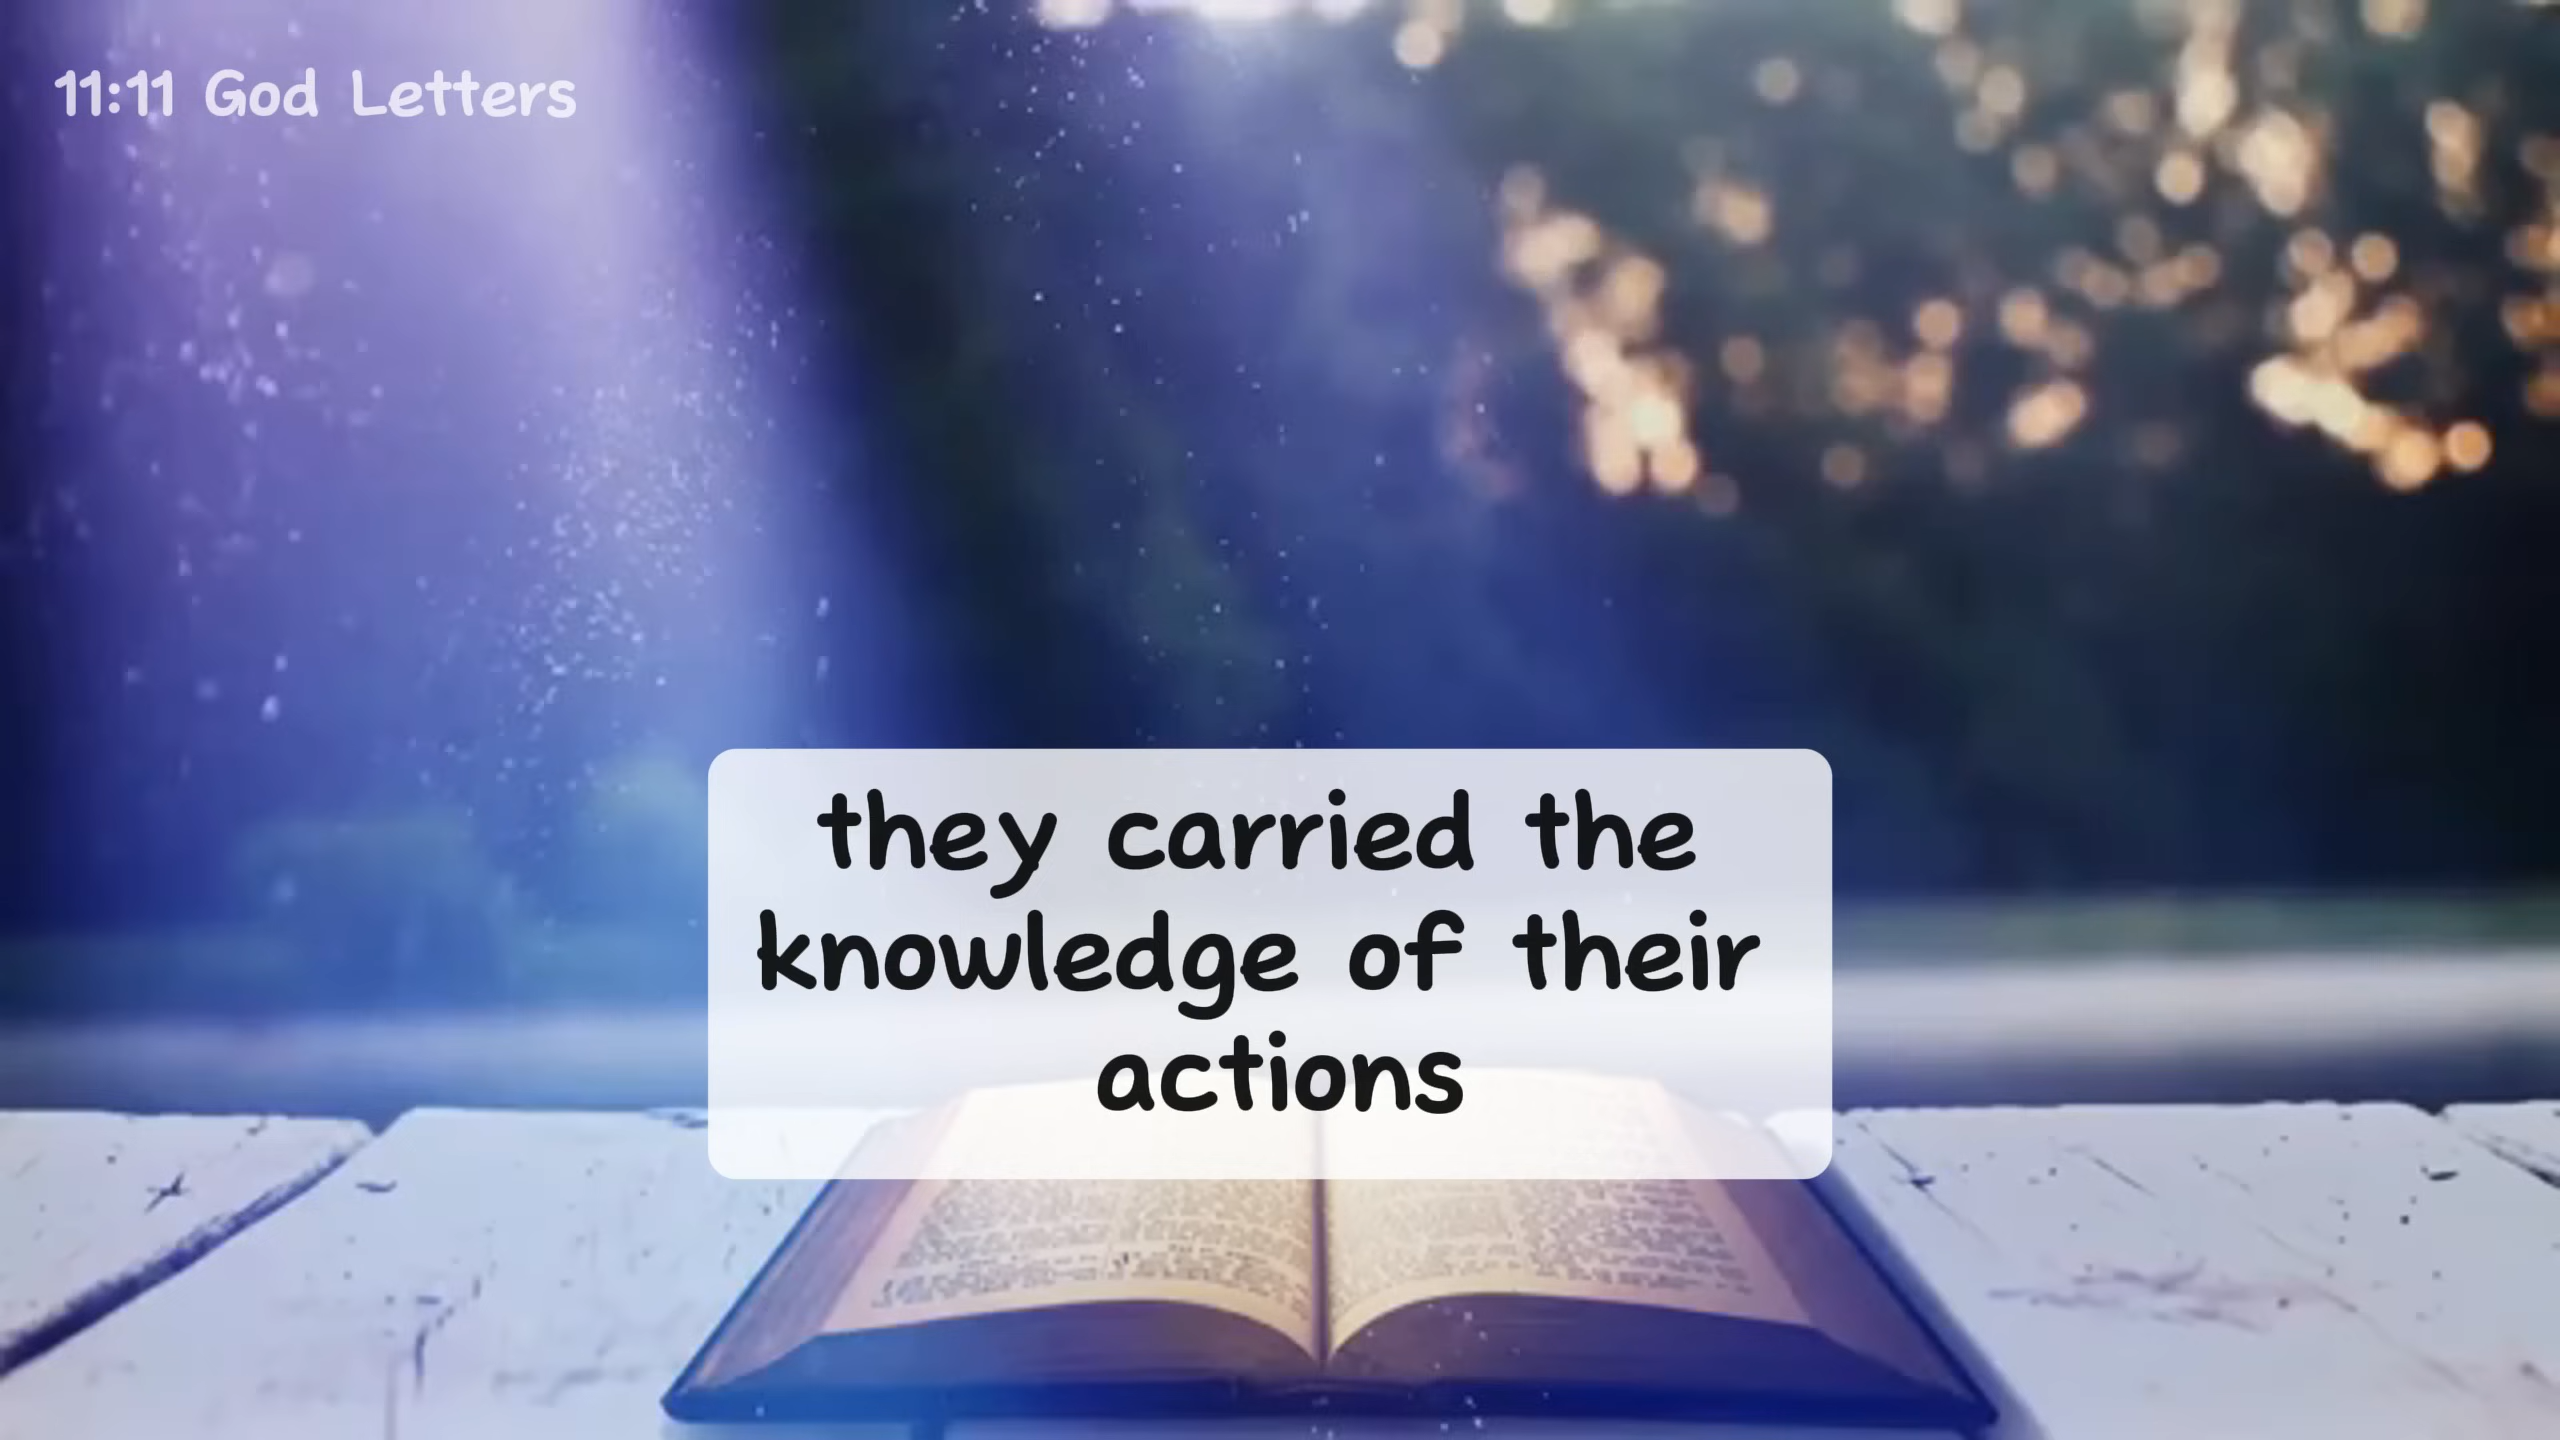 11:11 God Letters
they carried the
knowledge of their
actions